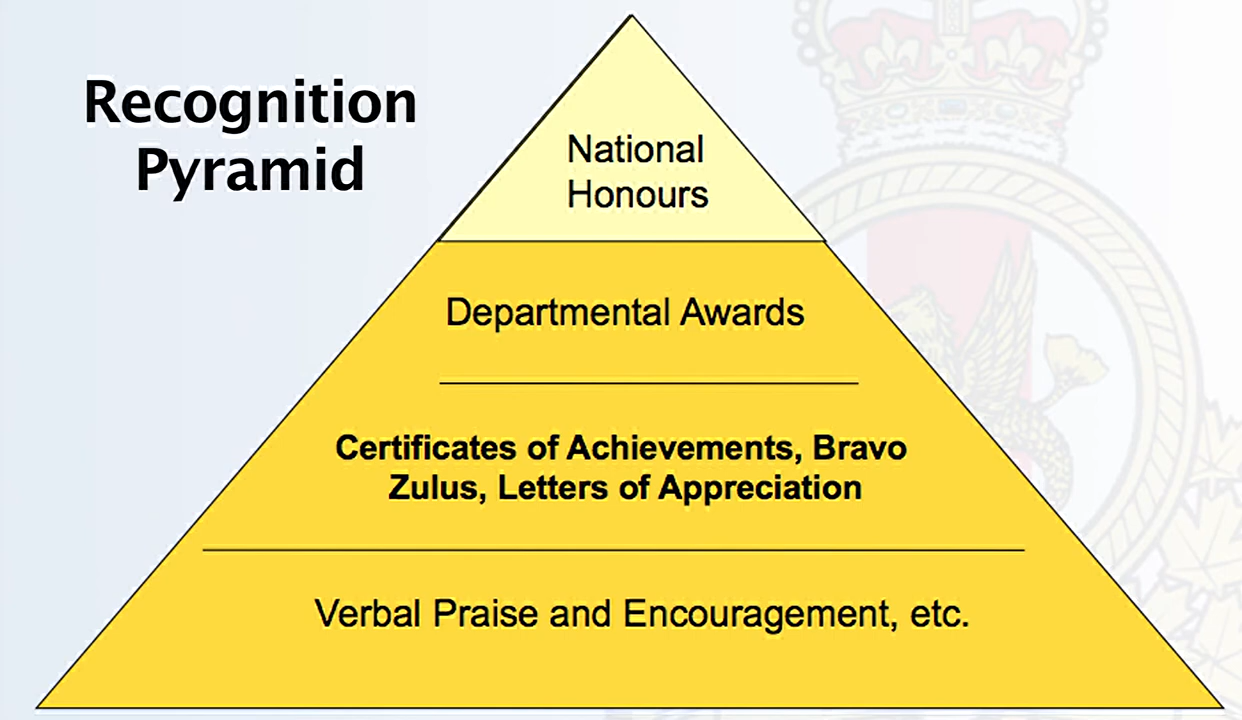 Recognition
Pyramid
National
Honours
Departmental Awards
Certificates of Achievements, Bravo
Zulus, Letters of Appreciation
Verbal Praise and Encouragement, etc.